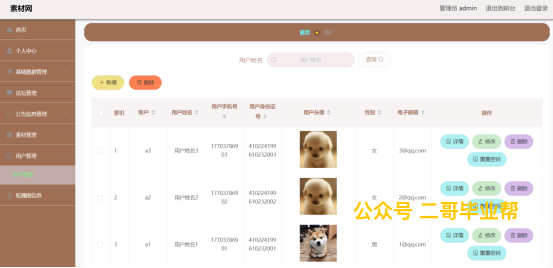 素材网
管理员 admin 退出到前台 退出登录
首页
个人中心
基础数据管理
论坛管理
公告信息管理
素材管理
用户管理
轮播图信息
首页 用户
用户姓名 用户姓名 查询
+ 新增 删除
索引 账户 用户姓名 用户手机号 用户身份证号 用户头像 性别 电子邮箱 操作
1 a3 用户姓名3 17703786903 410224199610232003 女 3@qq.com 详情 修改 删除
重置密码
2 a2 用户姓名2 17703786902 410224199610232002 女 2@qq.com 详情 修改 删除
重置密码
3 a1 用户姓名1 17703786901 410224199610232001 男 1@qq.com 详情 修改 删除
重置密码
公众号 二哥毕业帮